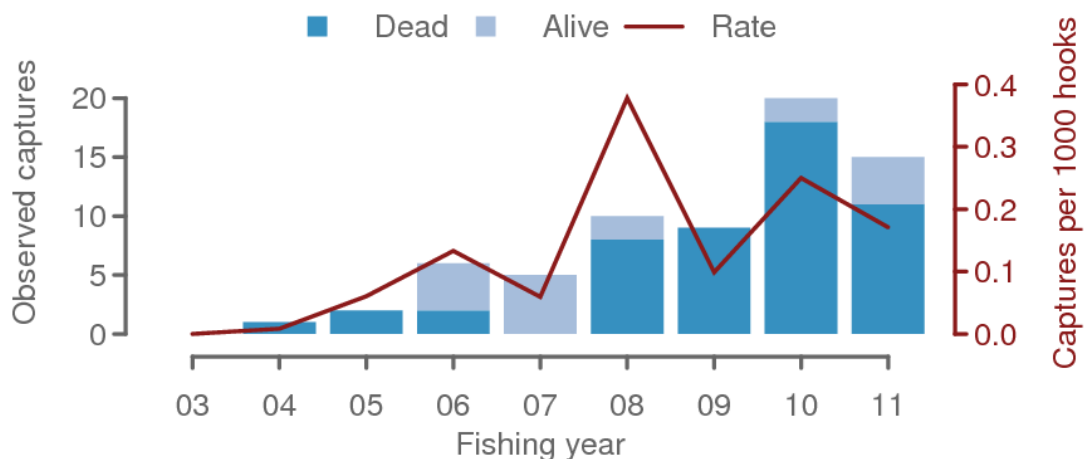 Dead Alive Rate
Observed captures
20
15
10
5
0
0.4
0.3
0.2
0.1
0.0
Captures per 1000 hooks
03 04 05 06 07 08 09 10 11
Fishing year